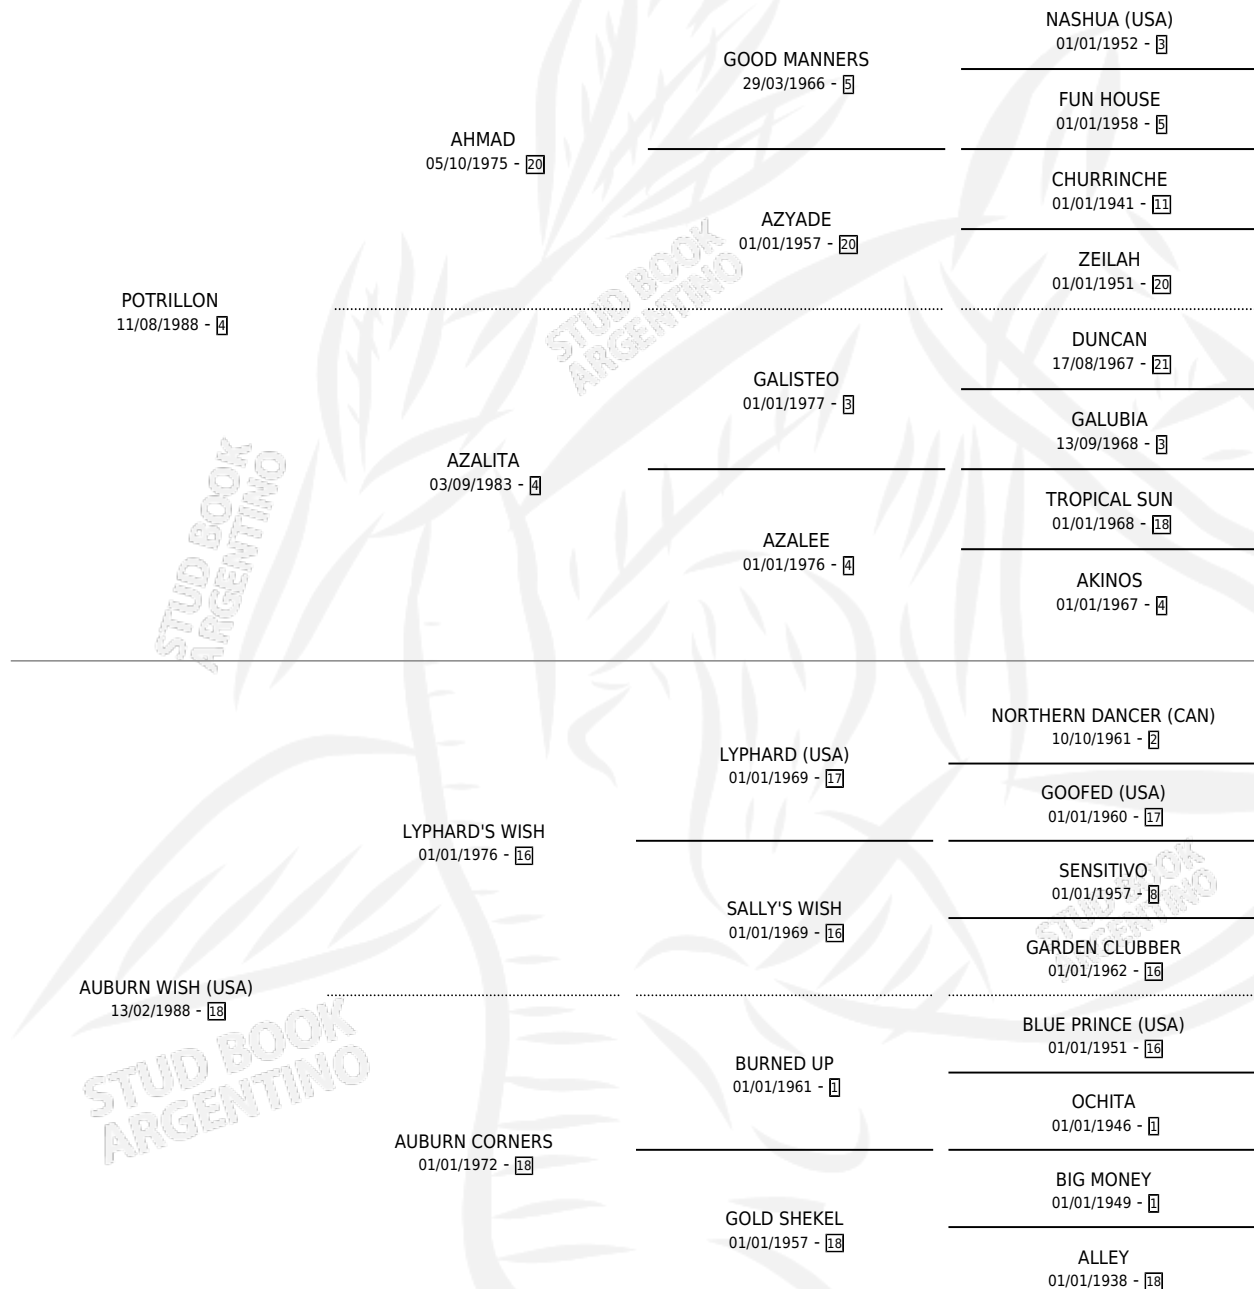 NASHUA (USA)
01/01/1952 - 3
GOOD MANNERS
29/03/1966 - 5
FUN HOUSE
01/01/1958 - 5
AHMAD
05/10/1975 - 20
CHURRINCHE
01/01/1941 - 11
AZYADE
01/01/1957 - 20
ZEILAH
01/01/1951 - 20
POTRILLON
11/08/1988 - 4
STUD BOOK
ARGENTINO
DUNCAN
17/08/1967 - 21
GALISTEO
01/01/1977 - 3
GALUBIA
13/09/1968 - 3
AZALITA
03/09/1983 - 4
TROPICAL SUN
01/01/1968 - 18
AZALEE
01/01/1976 - 4
AKINOS
01/01/1967 - 4
STUD BOOK
ARGENTINO
NORTHERN DANCER (CAN)
10/10/1961 - 2
LYPHARD (USA)
01/01/1969 - 17
GOOFED (USA)
01/01/1960 - 17
LYPHARD'S WISH
01/01/1976 - 16
SENSITIVO
01/01/1957 - 8
SALLY'S WISH
01/01/1969 - 16
GARDEN CLUBBER
01/01/1962 - 16
STUD BOOK
ARGENTINO
AUBURN WISH (USA)
13/02/1988 - 18
STUD BOOK
ARGENTINO
BLUE PRINCE (USA)
01/01/1951 - 16
BURNED UP
01/01/1961 - 1
OCHITA
01/01/1946 - 1
AUBURN CORNERS
01/01/1972 - 18
BIG MONEY
01/01/1949 - 1
GOLD SHEKEL
01/01/1957 - 18
ALLEY
01/01/1938 - 18